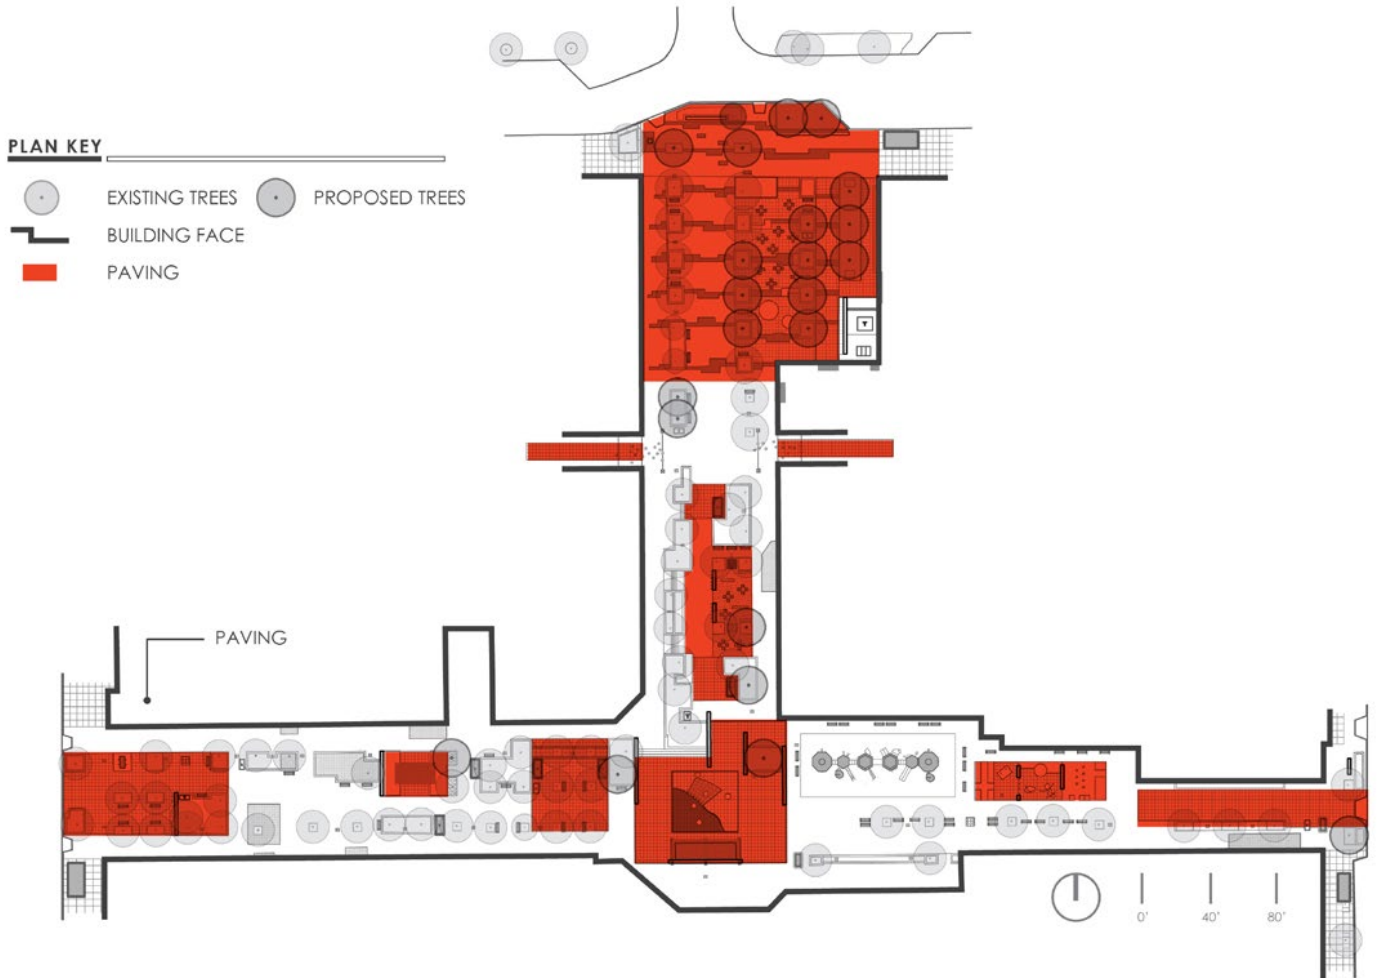 PLAN KEY
EXISTING TREES
PROPOSED TREES
BUILDING FACE
PAVING
PAVING
0'
40'
80'